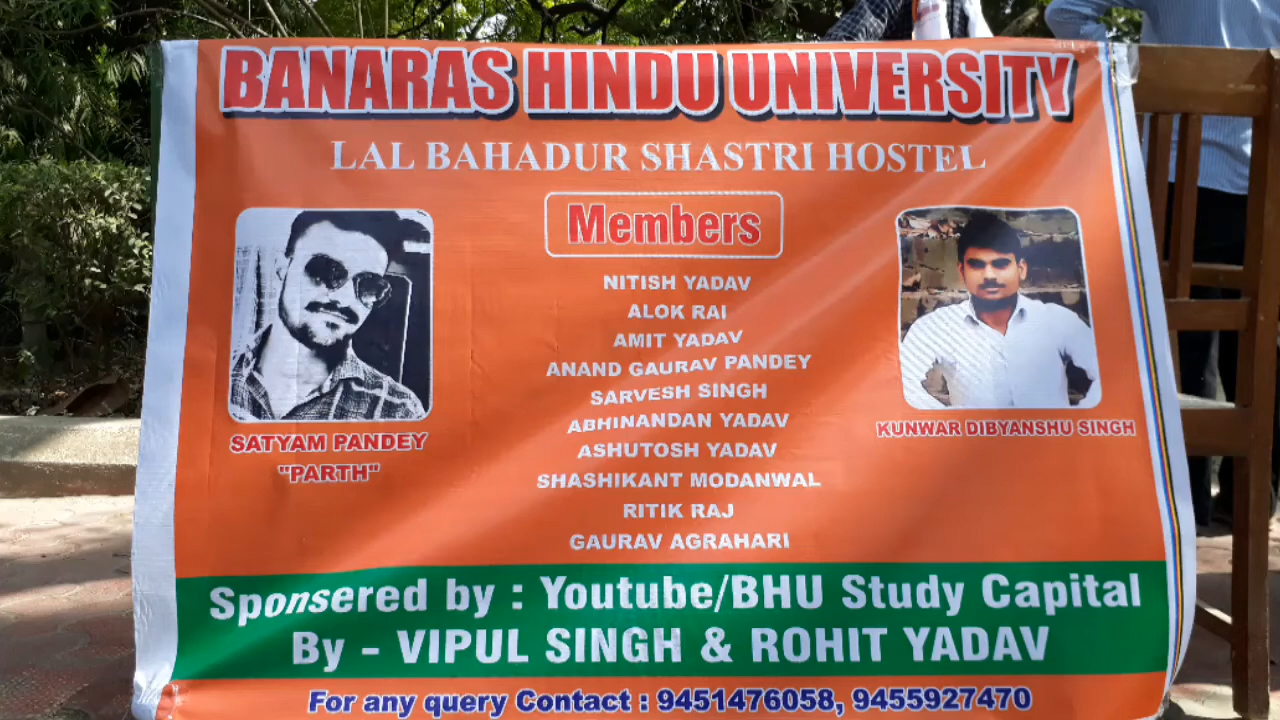 BANARAS HINDU UNIVERSITY
LAL BAHADUR SHASTRI HOSTEL
Members
NITISH YADAV
ALOK RAI
AMIT YADAV
ANAND GAURAV PANDEY
SARVESH SINGH
ABHINANDAN YADAV
ASHUTOSH YADAV
SHASHIKANT MODANWAL
RITIK RAJ
GAURAV AGRAHARI
SATYAM PANDEY
"PARTH"
KUNWAR DIBYANSHU SINGH
Sponsered by : Youtube/BHU Study Capital
By - VIPUL SINGH & ROHIT YADAV
For any query Contact : 9451476058, 9455927470